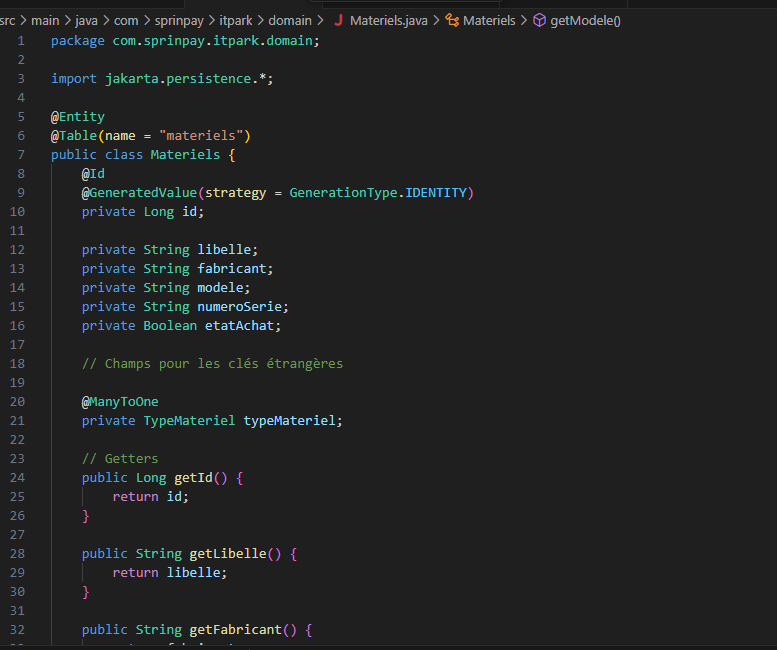 src > main > java > com > sprinpay > itpark > domain > J Materiels.java > Materiels > getModele()
1 package com.sprinpay.itpark.domain;
2
3 import jakarta.persistence.*;
4
5 @Entity
6 @Table(name = "materiels")
7 public class Materiels {
8 @Id
9 @GeneratedValue(strategy = GenerationType.IDENTITY)
10 private Long id;
11
12 private String libelle;
13 private String fabricant;
14 private String modele;
15 private String numeroSerie;
16 private Boolean etatAchat;
17
18 // Champs pour les clés étrangères
19
20 @ManyToOne
21 private TypeMateriel typeMateriel;
22
23 // Getters
24 public Long getId() {
25 return id;
26 }
27
28 public String getLibelle() {
29 return libelle;
30 }
31
32 public String getFabricant() {